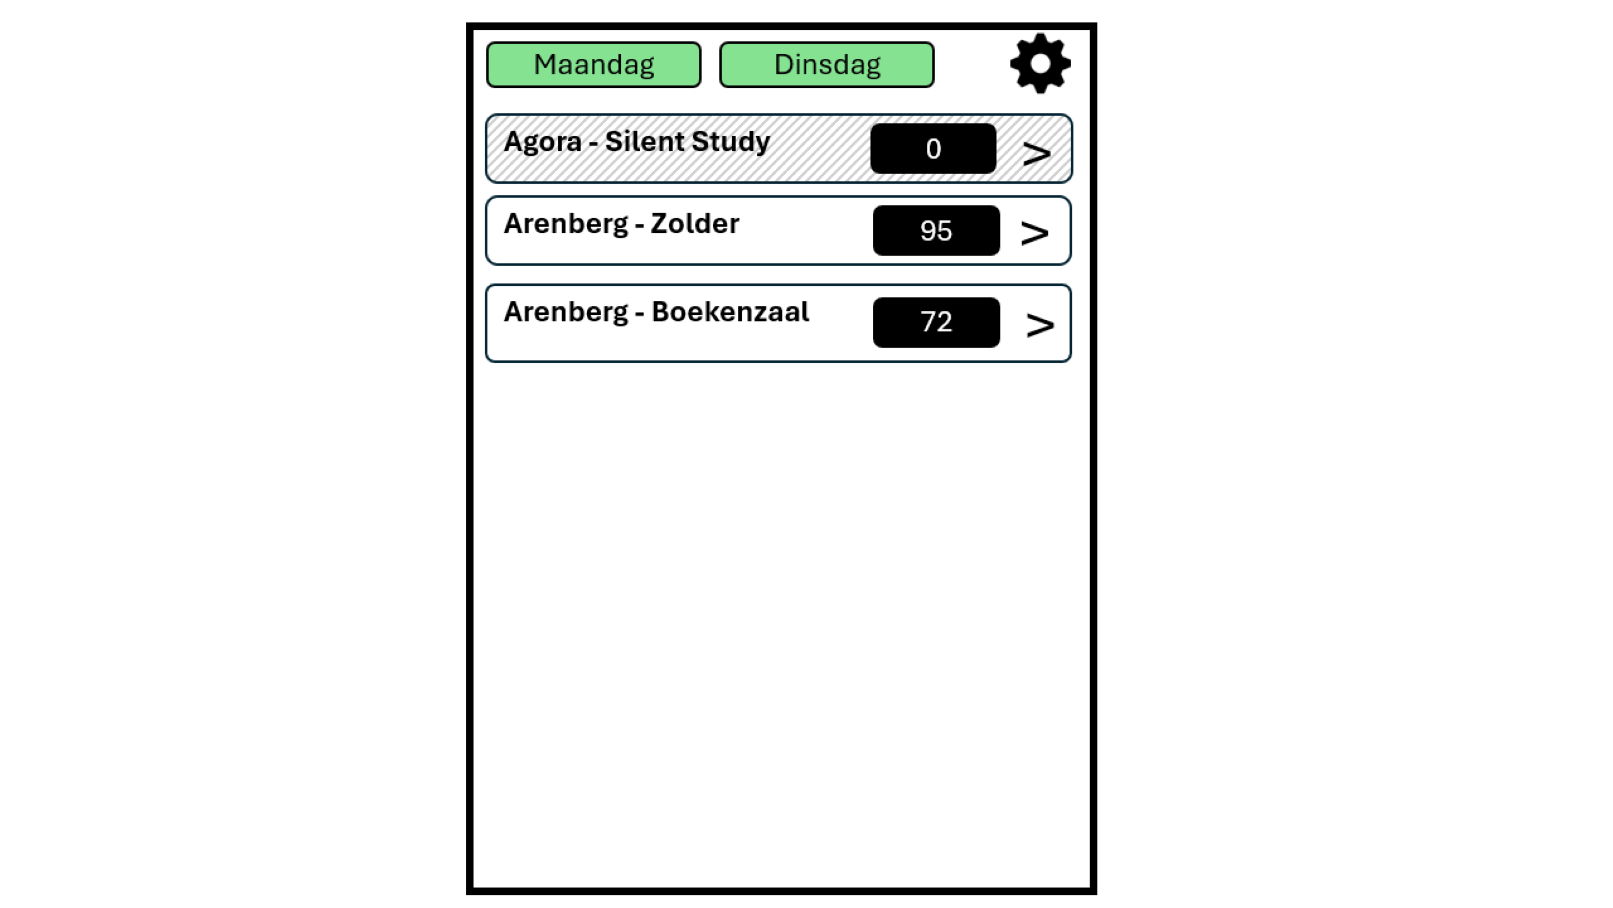 Maandag Dinsdag
Agora - Silent Study 0 >
Arenberg - Zolder 95 >
Arenberg - Boekenzaal 72 >